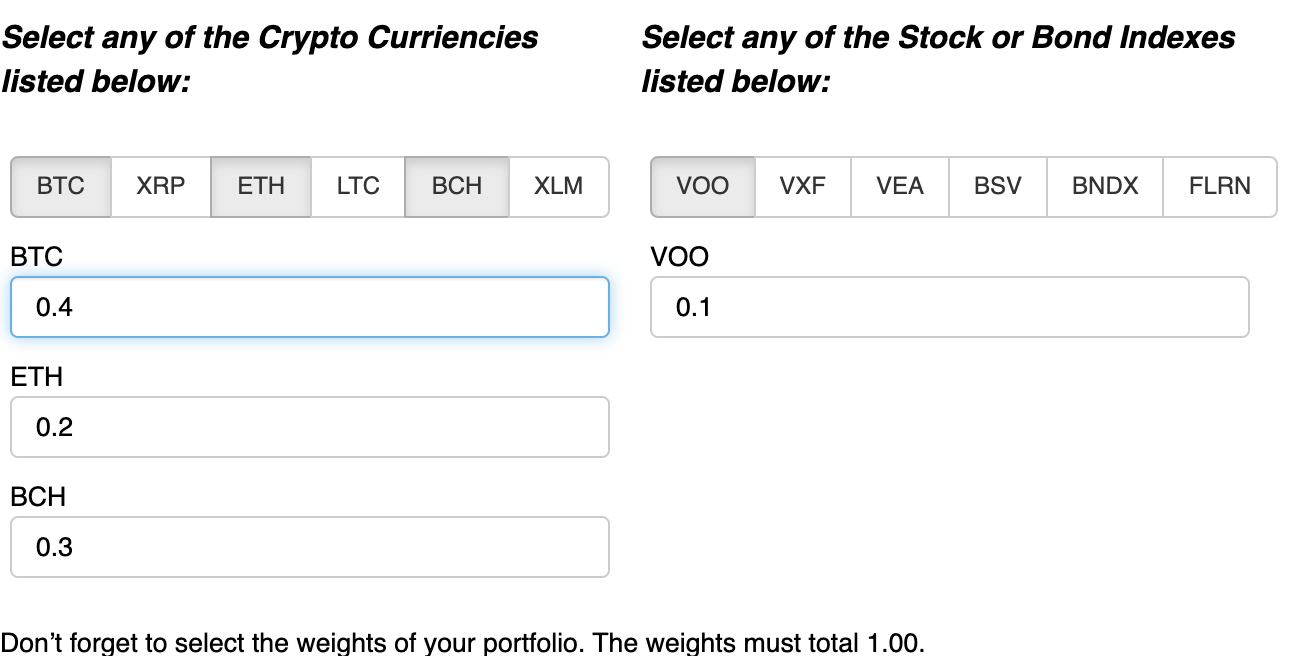 Select any of the Crypto Curriencies
listed below:
BTC XRP ETH LTC BCH XLM
BTC
0.4
ETH
0.2
BCH
0.3
Select any of the Stock or Bond Indexes
listed below:
VOO VXF VEA BSV BNDX FLRN
VOO
0.1
Don’t forget to select the weights of your portfolio. The weights must total 1.00.